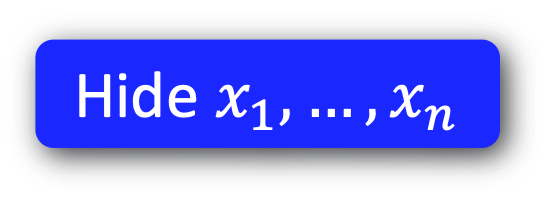 Hide 𝑥₁, … , 𝑥ₙ